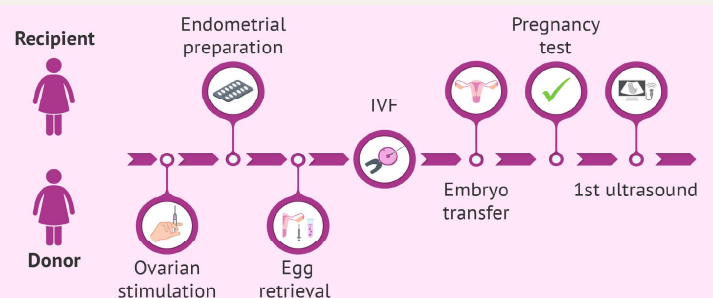 Recipient
Endometrial
preparation
Pregnancy
test
IVF
Embryo
transfer
1st ultrasound
Donor
Ovarian
stimulation
Egg
retrieval